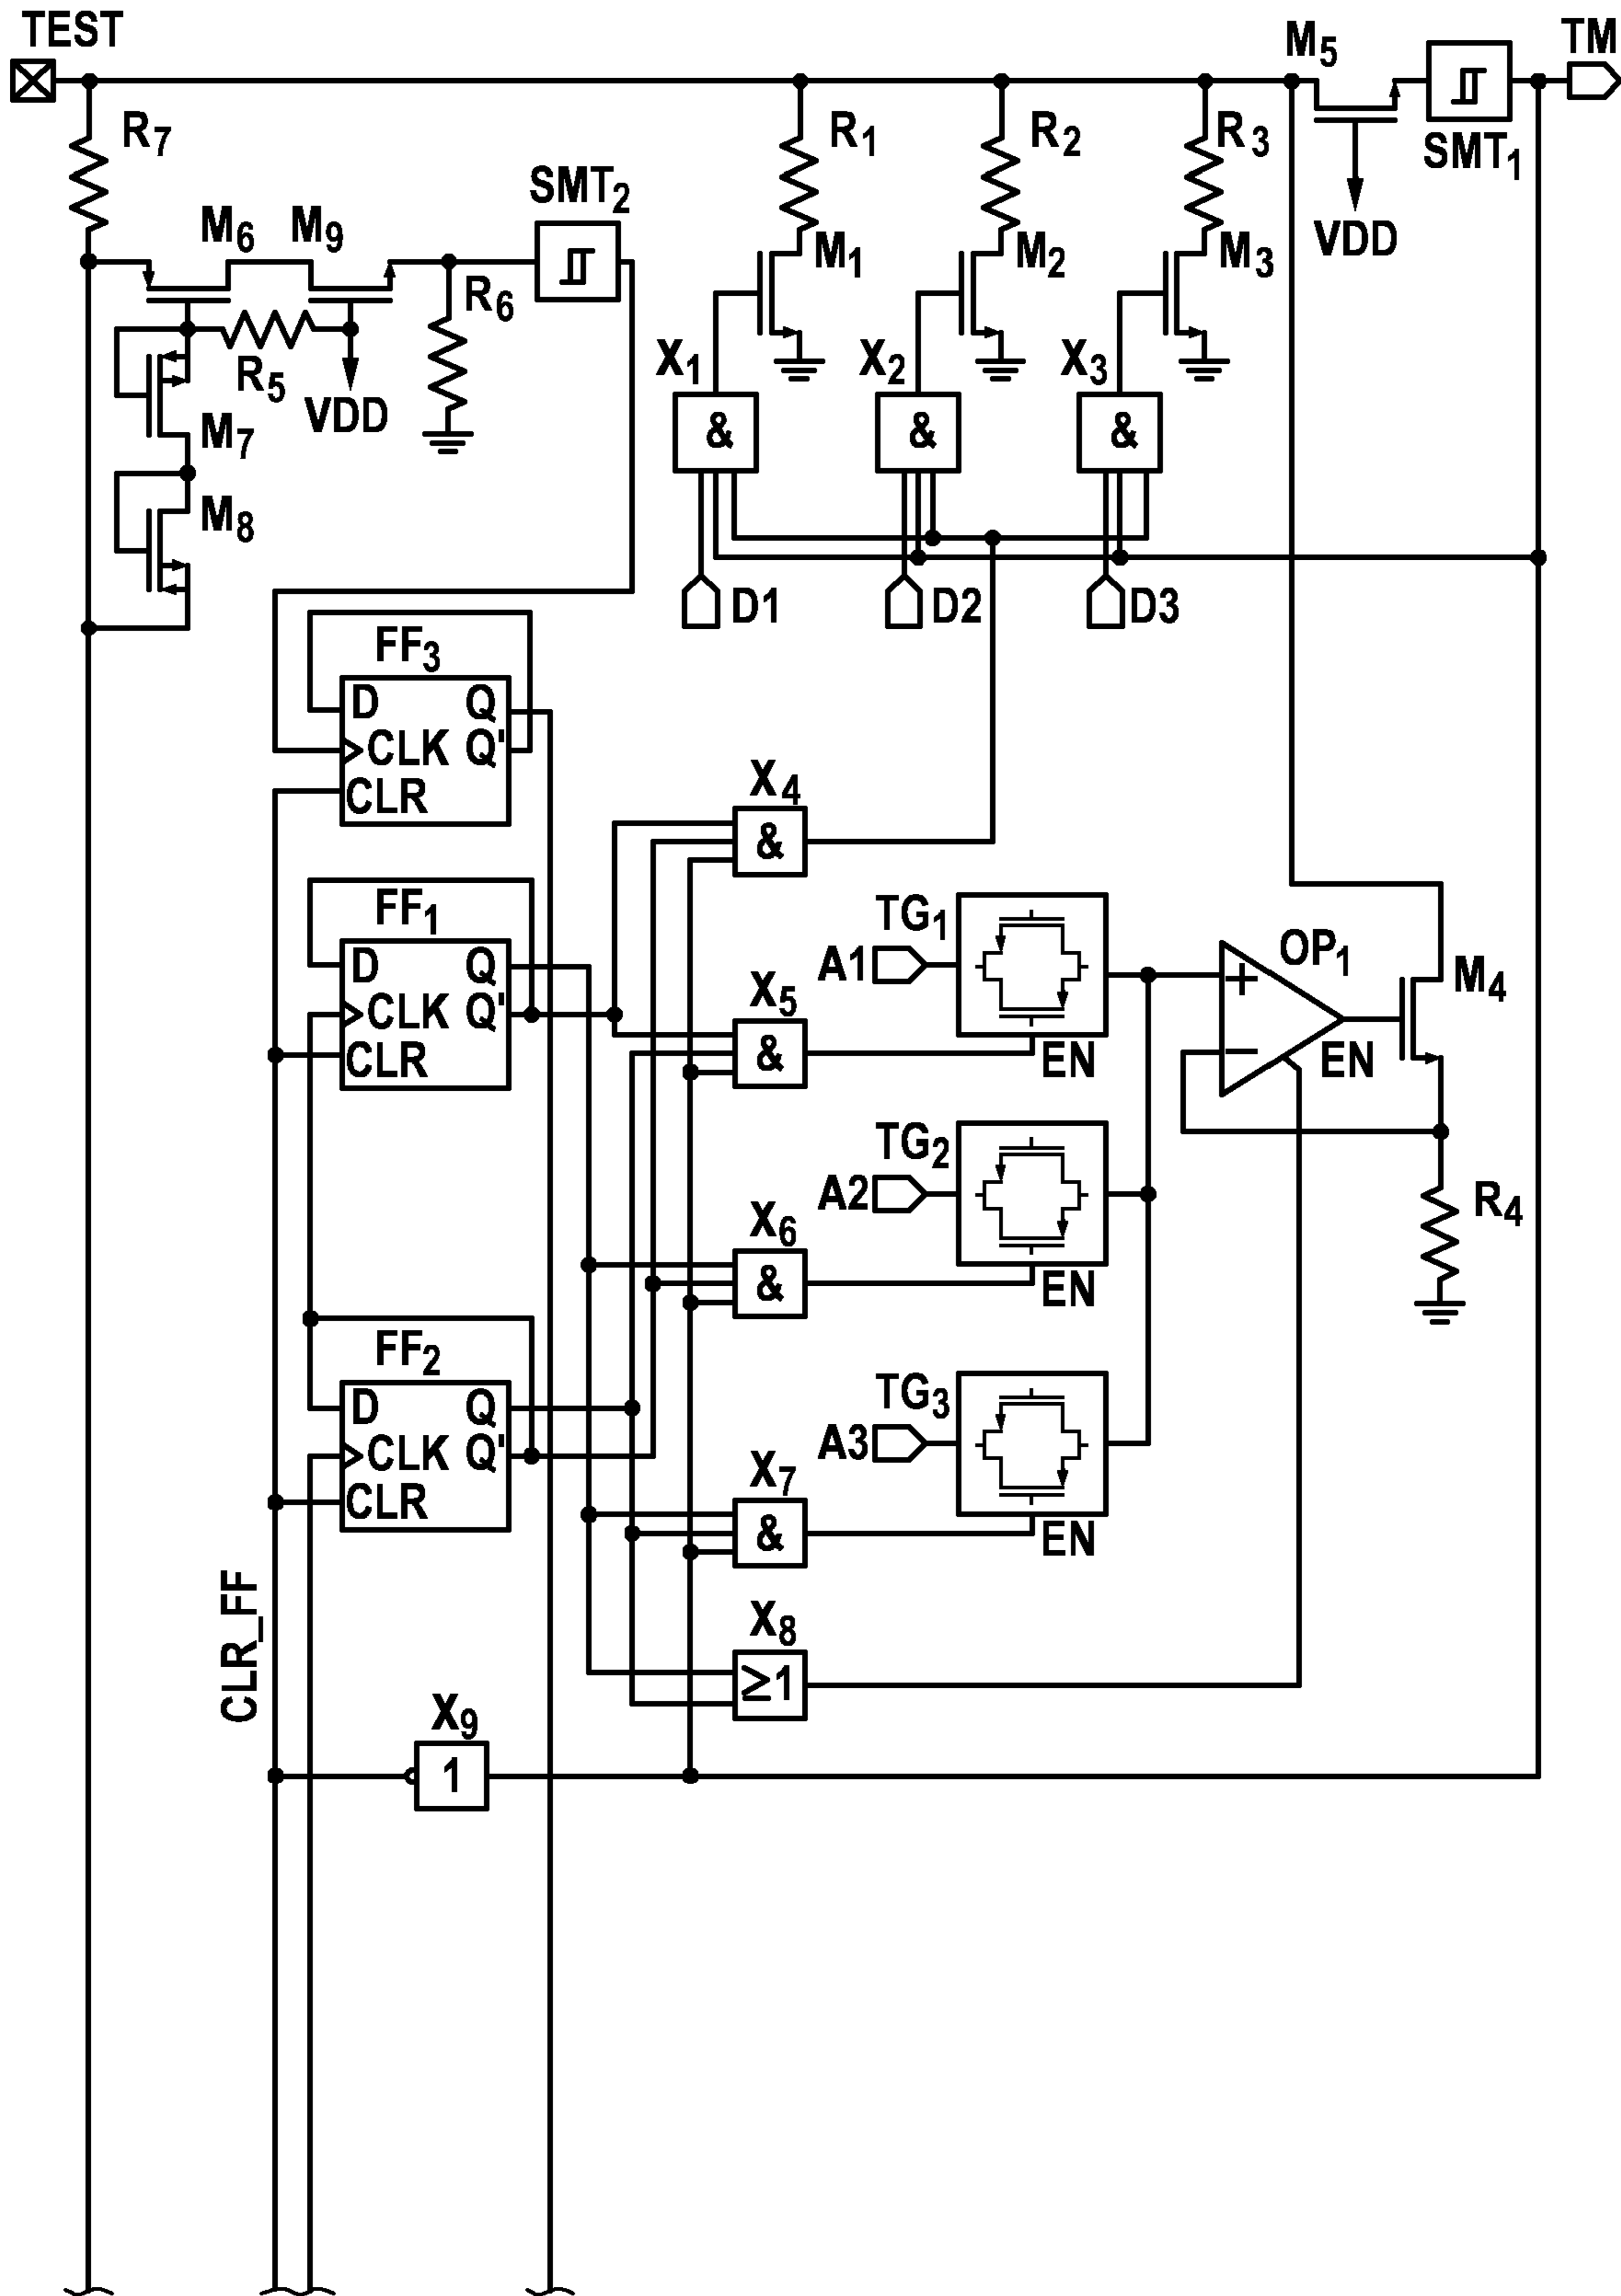 TEST
M5
TM
R7
R1
R2
R3
SMT1
SMT2
M6
M9
VDD
M1
M2
M3
R6
X1
X2
X3
R5
VDD
M7
&
&
&
M8
D1
D2
D3
FF3
D
Q
CLK
Q'
CLR
X4
&
FF1
TG1
OP1
D
Q
A1
+
M4
CLK
Q'
X5
CLR
&
EN
−
EN
TG2
A2
R4
X6
&
EN
FF2
TG3
D
Q
A3
CLK
Q'
X7
CLR
&
EN
CLR_FF
X8
≥1
X9
1